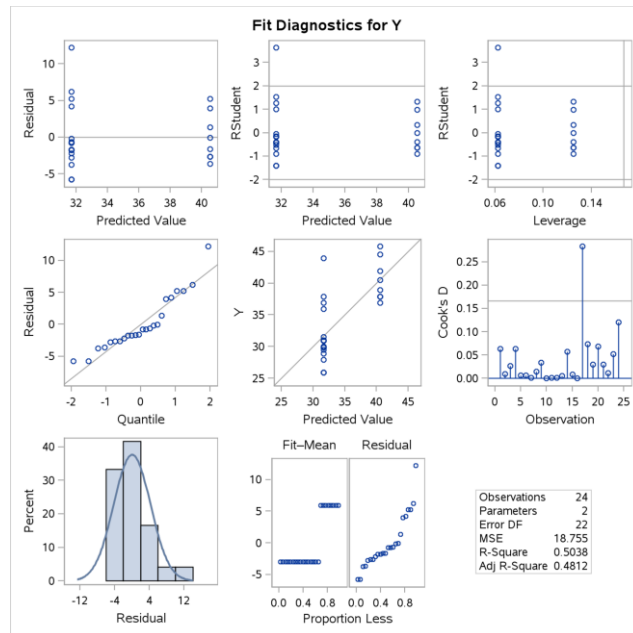 Fit Diagnostics for Y
Residual
10
5
0
-5
32 34 36 38 40
Predicted Value
RStudent
3
2
1
0
-1
-2
32 34 36 38 40
Predicted Value
RStudent
3
2
1
0
-1
-2
0.06 0.10 0.14
Leverage
Residual
10
5
0
-5
-2 -1 0 1 2
Quantile
Y
45
40
35
30
25
25 30 35 40 45
Predicted Value
Cook's D
0.25
0.20
0.15
0.10
0.05
0.00
0 5 10 15 20 25
Observation
Percent
40
30
20
10
0
-12 -4 4 12
Residual
Fit–Mean Residual
10
5
0
-5
0.0 0.4 0.8 0.0 0.4 0.8
Proportion Less
Observations 24
Parameters 2
Error DF 22
MSE 18.755
R-Square 0.5038
Adj R-Square 0.4812